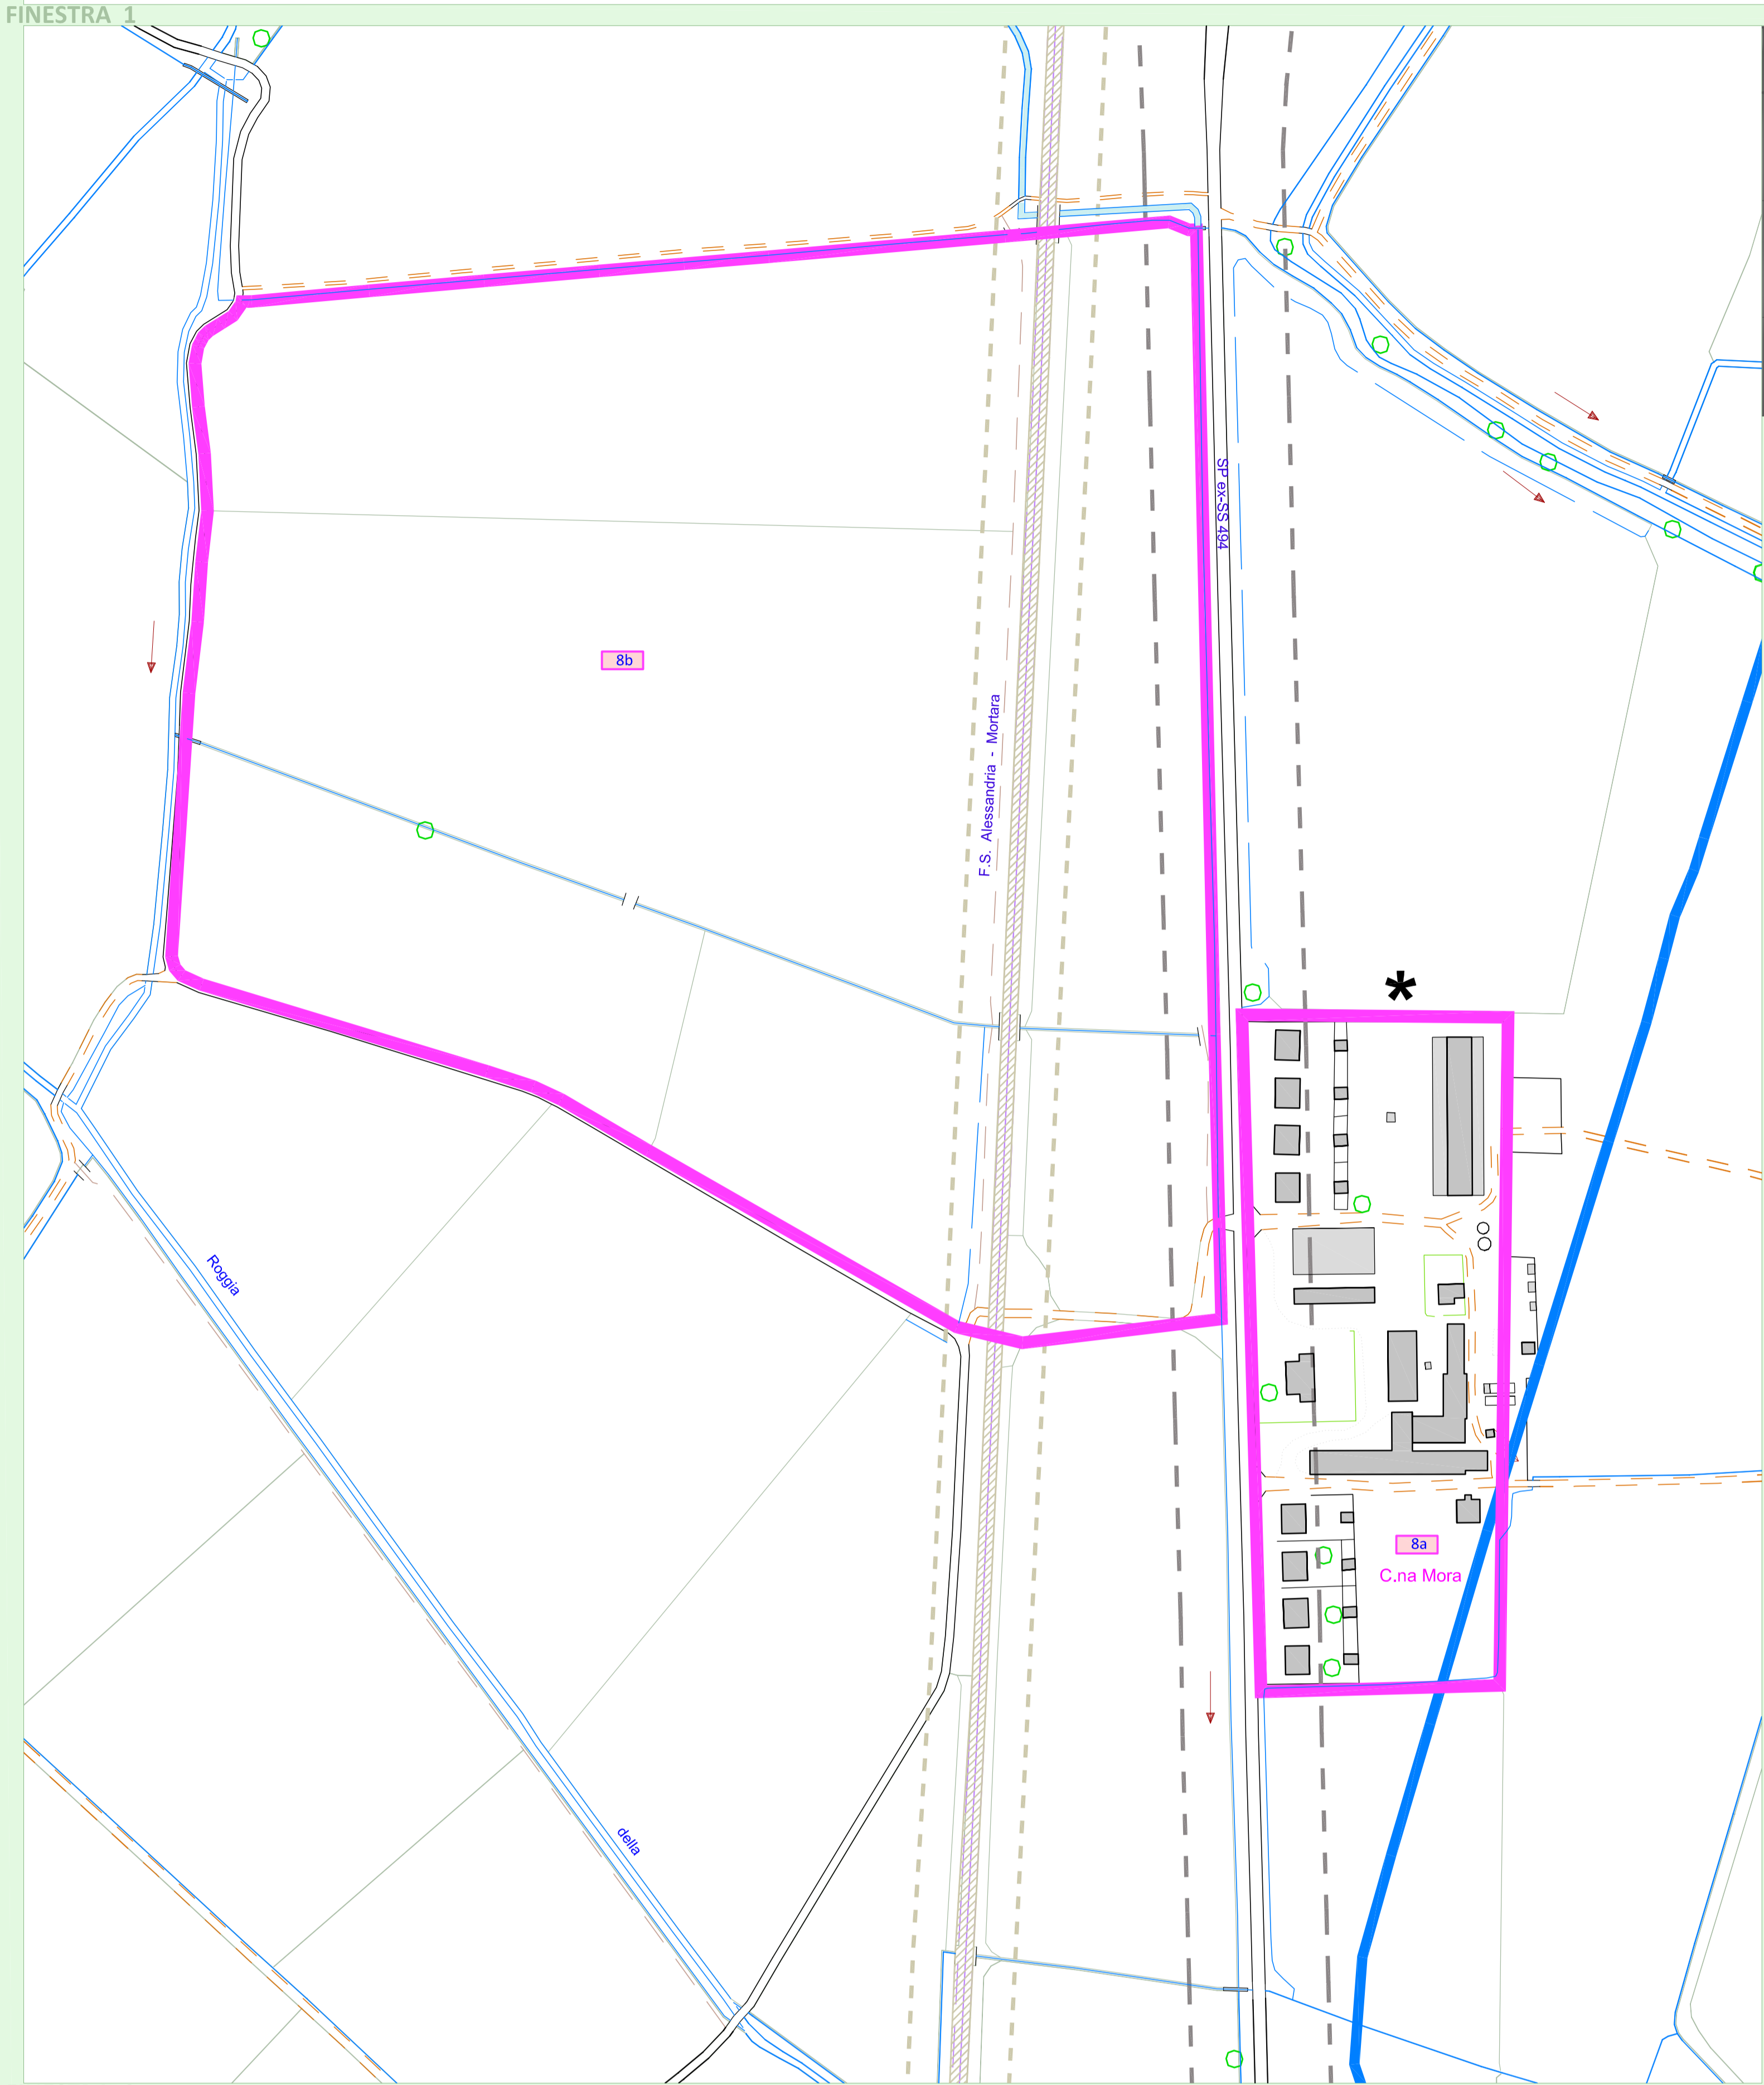 FINESTRA 1
SP ex-SS 494
8b
F.S. Alessandria - Mortara
*
Roggia
8a
C.na Mora
della